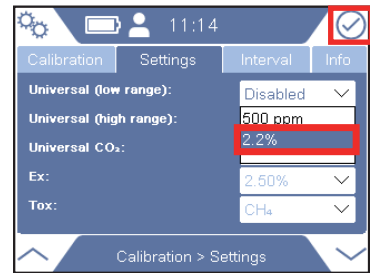 11:14
Calibration Settings Interval Info
Universal (low range): Disabled
Universal (high range): 500 ppm
2.2%
Universal CO₂:
Ex: 2.50%
Tox: CH₄
Calibration > Settings